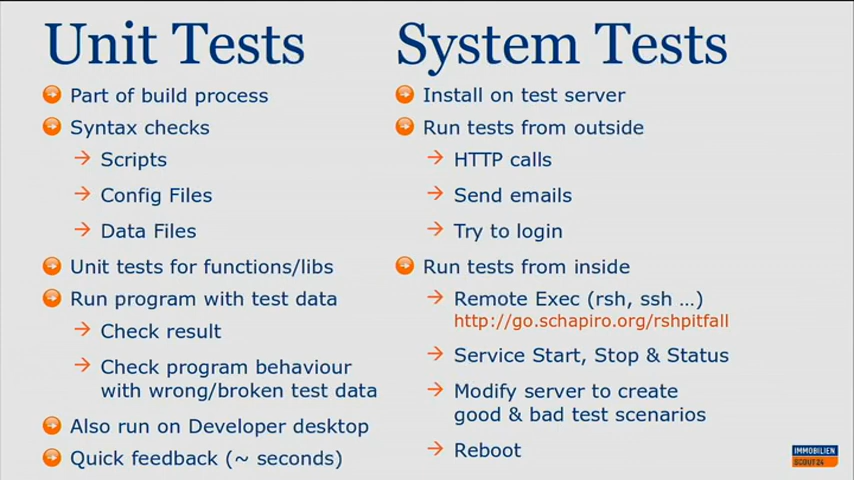 Unit Tests
Part of build process
Syntax checks
Scripts
Config Files
Data Files
Unit tests for functions/libs
Run program with test data
Check result
Check program behaviour
with wrong/broken test data
Also run on Developer desktop
Quick feedback (~ seconds)
System Tests
Install on test server
Run tests from outside
HTTP calls
Send emails
Try to login
Run tests from inside
Remote Exec (rsh, ssh …)
http://go.schapiro.org/rshpitfall
Service Start, Stop & Status
Modify server to create
good & bad test scenarios
Reboot
IMMOBILIEN
SCOUT24